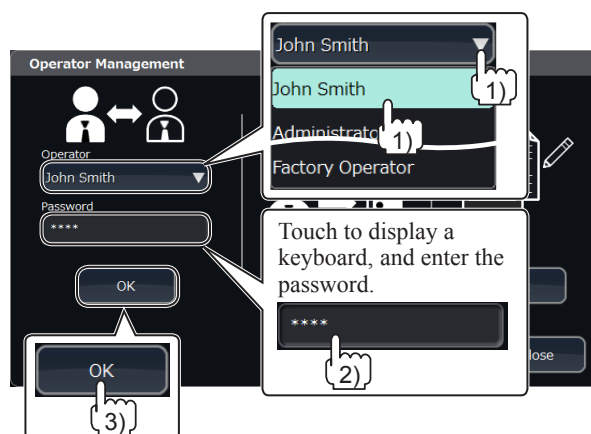 Operator Management
Operator
John Smith
Password
****
OK
OK
3)
John Smith
1)
John Smith
1)
Administrato
Factory Operator
Touch to display a
keyboard, and enter the
password.
****
2)
lose